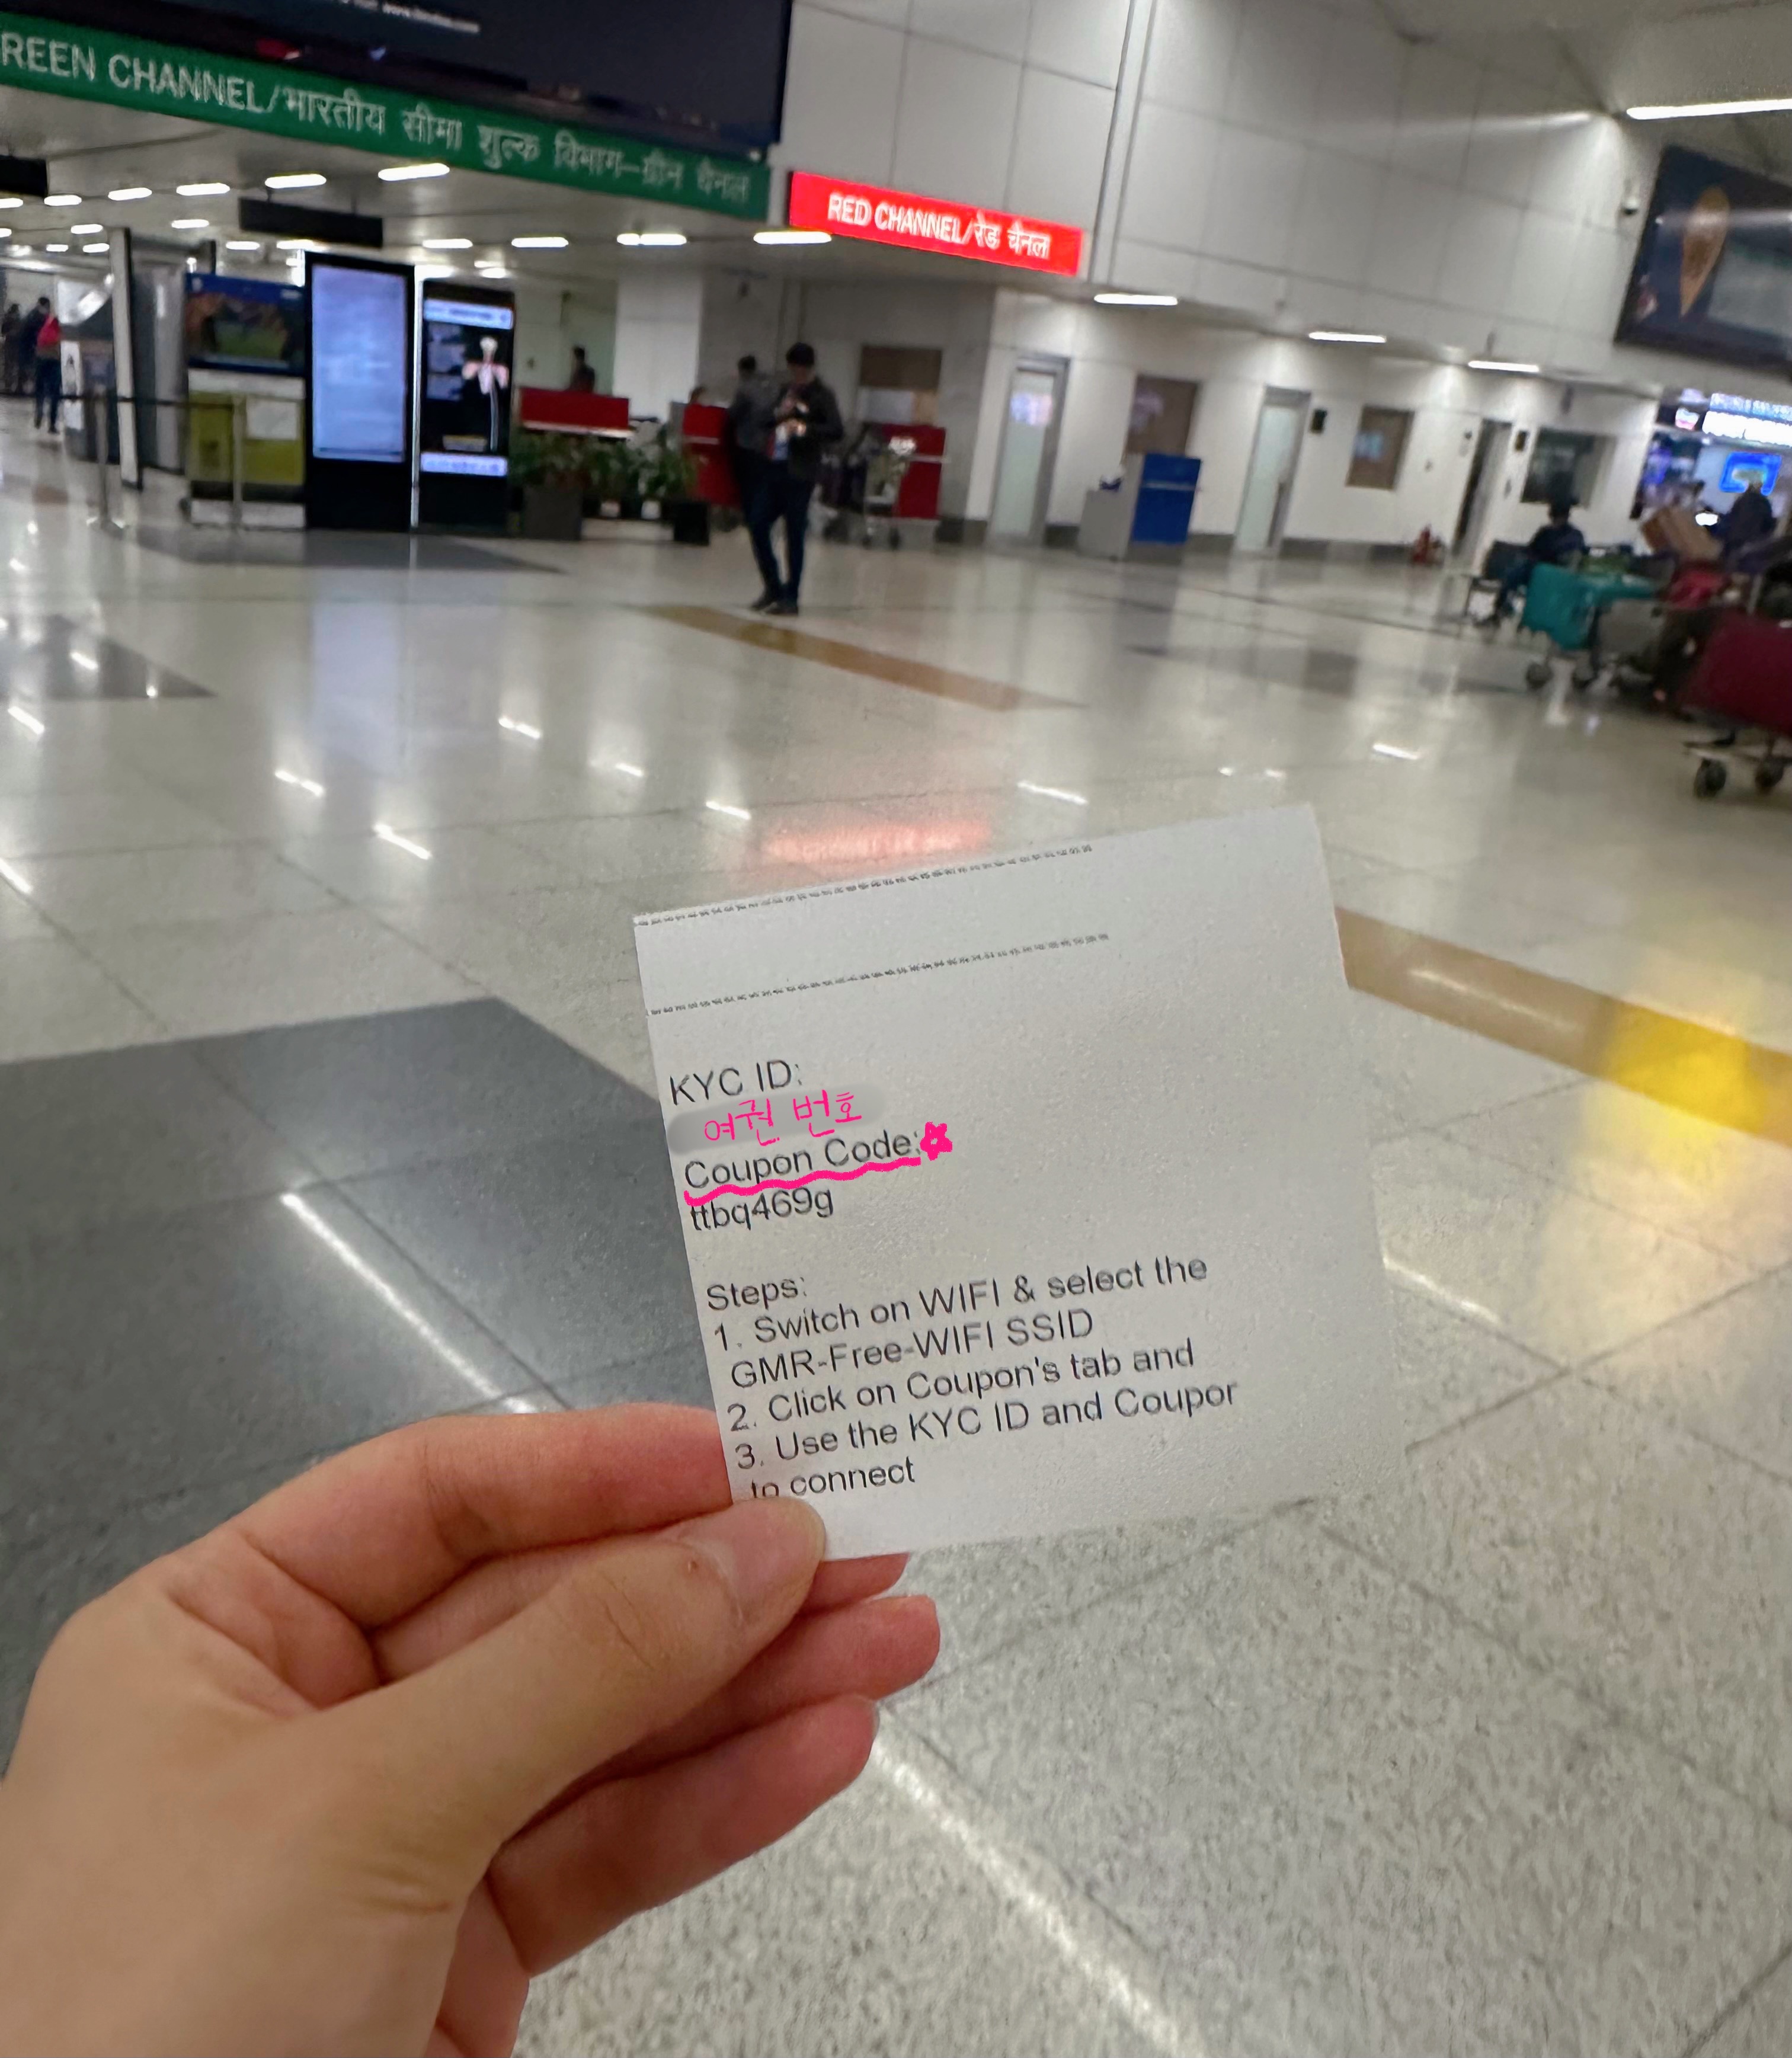 REEN CHANNEL/भारतीय सीमा शुल्क विभाग-ग्रीन चैनल
RED CHANNEL/रेड चैनल
KYC ID:
여권 번호
Coupon Code:
ttbq469g
Steps:
1. Switch on WIFI & select the
GMR-Free-WIFI SSID
2. Click on Coupon's tab and
3. Use the KYC ID and Coupor
to connect